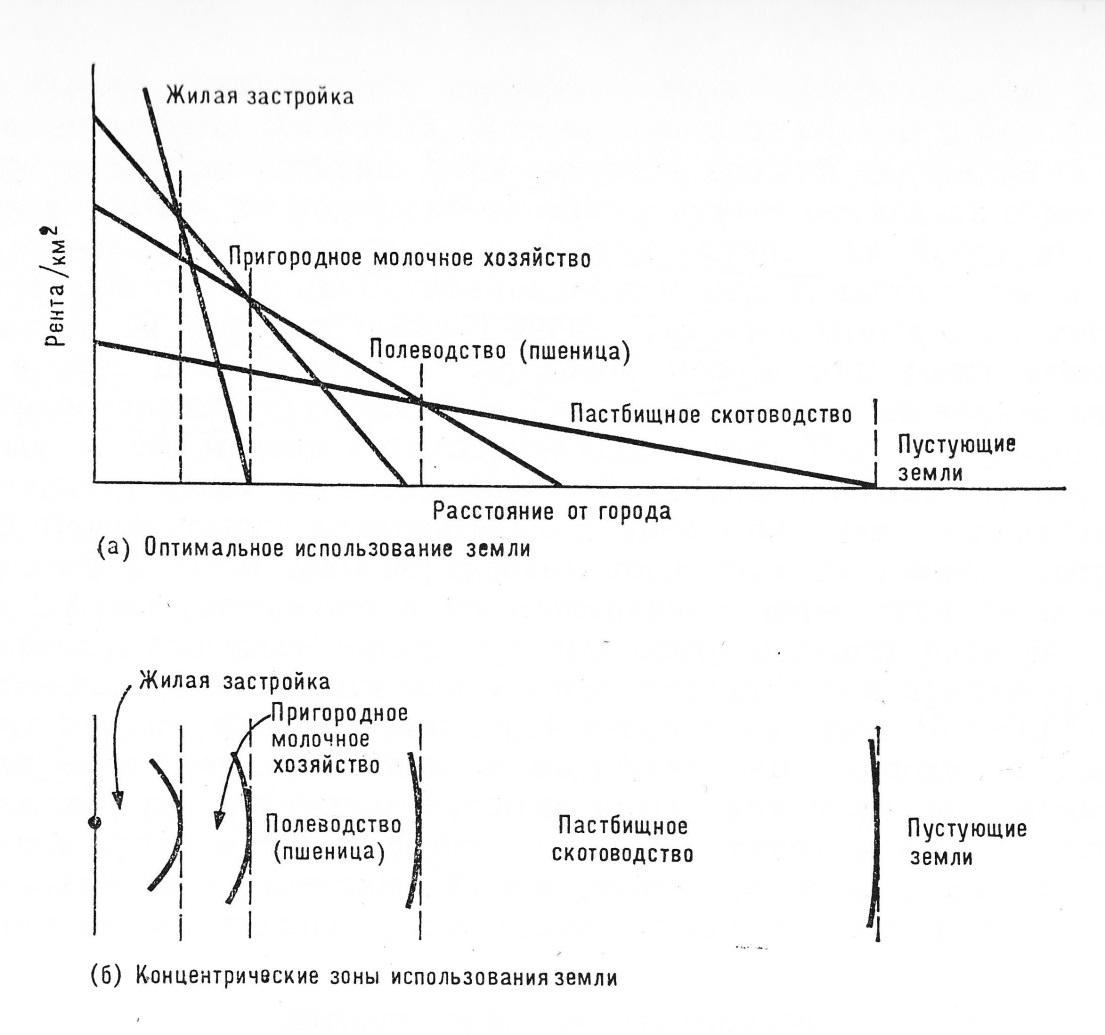 Жилая застройка
Пригородное молочное хозяйство
Рента/км²
Полеводство (пшеница)
Пастбищное скотоводство
Пустующие
земли
Расстояние от города
(а) Оптимальное использование земли
Жилая застройка
Пригородное
молочное
хозяйство
Полеводство
(пшеница)
Пастбищное
скотоводство
Пустующие
земли
(б) Концентрические зоны использования земли